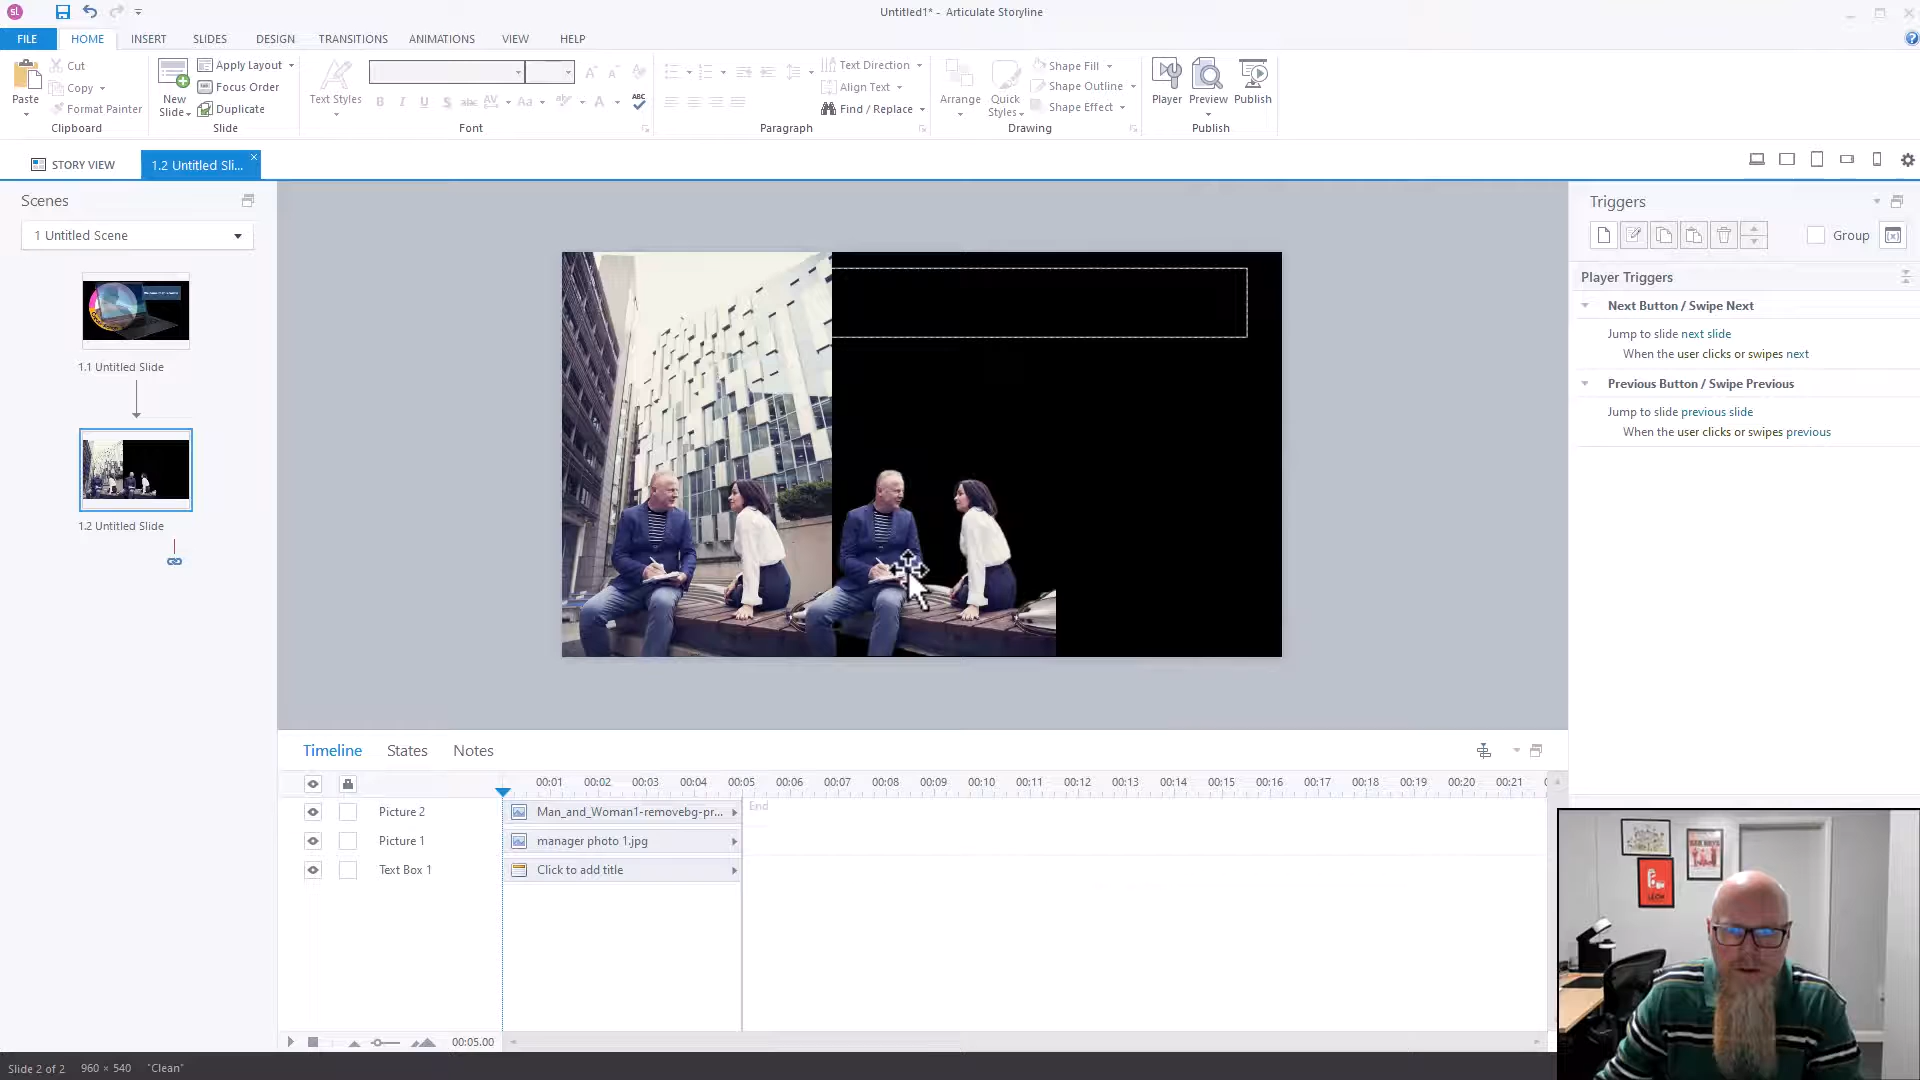 sl
Untitled1* - Articulate Storyline
FILE
HOME
INSERT
SLIDES
DESIGN
TRANSITIONS
ANIMATIONS
VIEW
HELP
Paste
Cut
Copy
Format Painter
Clipboard
New
Slide
Apply Layout
Focus Order
Duplicate
Slide
Text Styles
B I U S abc AV Aa A
ABC
Font
Text Direction
Align Text
Find / Replace
Paragraph
Arrange
Quick
Styles
Shape Fill
Shape Outline
Shape Effect
Drawing
Player
Preview
Publish
Publish
STORY VIEW
1.2 Untitled Sli...
Scenes
1 Untitled Scene
1.1 Untitled Slide
1.2 Untitled Slide
Triggers
Group
Player Triggers
Next Button / Swipe Next
Jump to slide next slide
When the user clicks or swipes next
Previous Button / Swipe Previous
Jump to slide previous slide
When the user clicks or swipes previous
Timeline
States
Notes
00:01 00:02 00:03 00:04 00:05 00:06 00:07 00:08 00:09 00:10 00:11 00:12 00:13 00:14 00:15 00:16 00:17 00:18 00:19 00:20 00:21
Picture 2
Man_and_Woman1-removebg-pr...
End
Picture 1
manager photo 1.jpg
Text Box 1
Click to add title
00:05.00
Slide 2 of 2
960 × 540
"Clean"